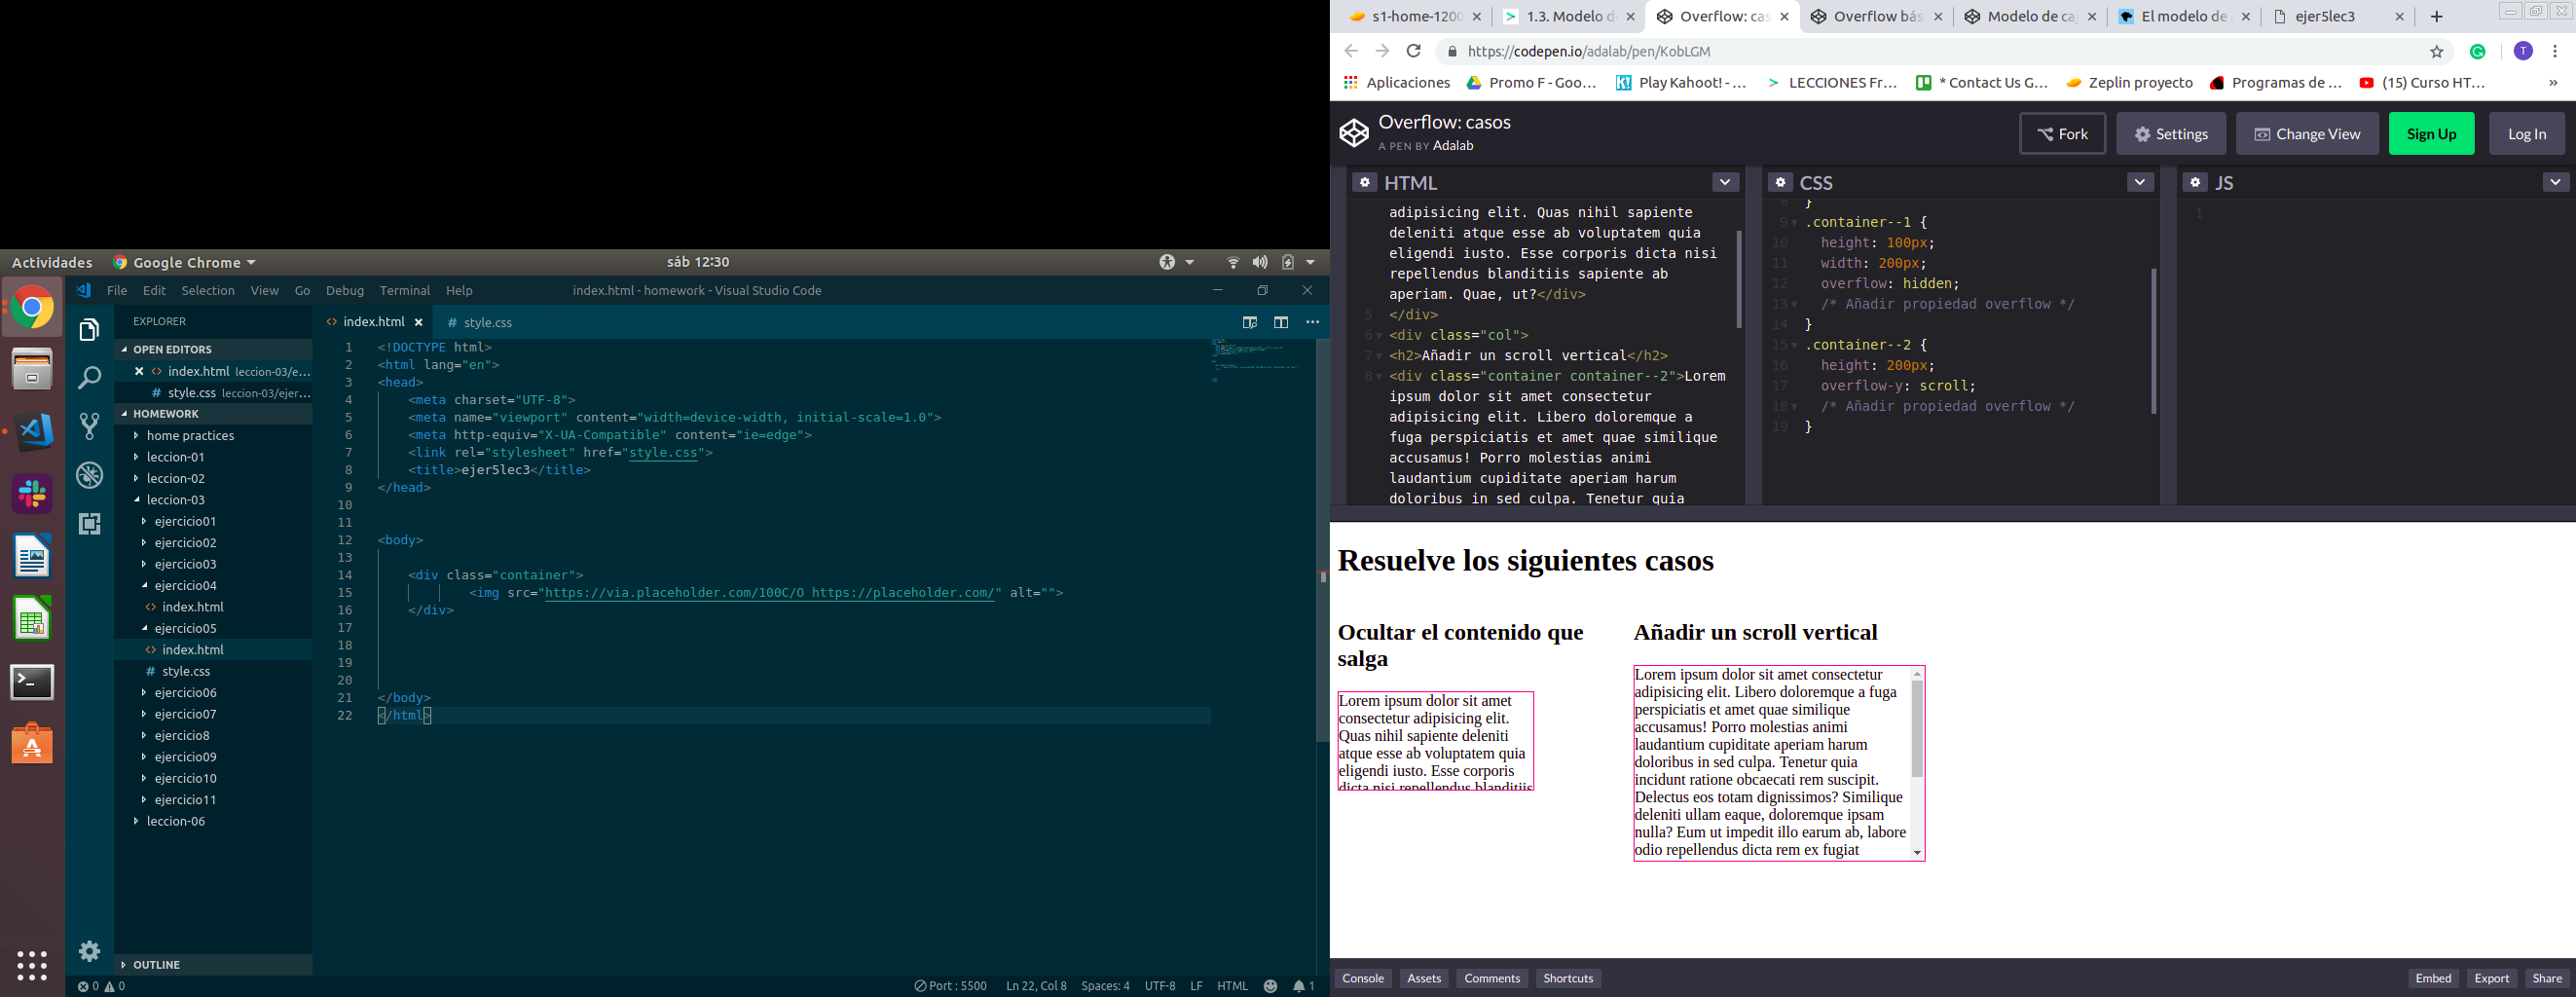 Actividades
Google Chrome
sáb 12:30
File Edit Selection View Go Debug Terminal Help
index.html - homework - Visual Studio Code
EXPLORER
OPEN EDITORS
index.html leccion-03/e...
style.css leccion-03/ejer...
HOMEWORK
home practices
leccion-01
leccion-02
leccion-03
ejercicio01
ejercicio02
ejercicio03
ejercicio04
index.html
ejercicio05
index.html
style.css
ejercicio06
ejercicio07
ejercicio8
ejercicio09
ejercicio10
ejercicio11
leccion-06
OUTLINE
index.html
style.css
1 <!DOCTYPE html>
2 <html lang="en">
3 <head>
4 <meta charset="UTF-8">
5 <meta name="viewport" content="width=device-width, initial-scale=1.0">
6 <meta http-equiv="X-UA-Compatible" content="ie=edge">
7 <link rel="stylesheet" href="style.css">
8 <title>ejer5lec3</title>
9 </head>
10
11
12 <body>
13
14 <div class="container">
15 <img src="https://via.placeholder.com/100C/O https://placeholder.com/" alt="">
16 </div>
17
18
19
20
21 </body>
22 </html>
0 0
Port : 5500 Ln 22, Col 8 Spaces: 4 UTF-8 LF HTML 1
s1-home-1200
1.3. Modelo d
Overflow: cas
Overflow bás
Modelo de caj
El modelo de
ejer5lec3
https://codepen.io/adalab/pen/KobLGM
T
Aplicaciones
Promo F - Goo...
Play Kahoot! - ...
LECCIONES Fr...
* Contact Us G...
Zeplin proyecto
Programas de ...
(15) Curso HT...
»
Overflow: casos
A PEN BY Adalab
Fork
Settings
Change View
Sign Up
Log In
HTML
adipisicing elit. Quas nihil sapiente
deleniti atque esse ab voluptatem quia
eligendi iusto. Esse corporis dicta nisi
repellendus blanditiis sapiente ab
aperiam. Quae, ut?</div>
5 </div>
6 <div class="col">
7 <h2>Añadir un scroll vertical</h2>
8 <div class="container container--2">Lorem
ipsum dolor sit amet consectetur
adipisicing elit. Libero doloremque a
fuga perspiciatis et amet quae similique
accusamus! Porro molestias animi
laudantium cupiditate aperiam harum
doloribus in sed culpa. Tenetur quia
CSS
8 }
9 .container--1 {
10 height: 100px;
11 width: 200px;
12 overflow: hidden;
13 /* Añadir propiedad overflow */
14 }
15 .container--2 {
16 height: 200px;
17 overflow-y: scroll;
18 /* Añadir propiedad overflow */
19 }
JS
1
Resuelve los siguientes casos
Ocultar el contenido que
salga
Lorem ipsum dolor sit amet
consectetur adipisicing elit.
Quas nihil sapiente deleniti
atque esse ab voluptatem quia
eligendi iusto. Esse corporis
dicta nisi repellendus blanditiis
Añadir un scroll vertical
Lorem ipsum dolor sit amet consectetur
adipisicing elit. Libero doloremque a fuga
perspiciatis et amet quae similique
accusamus! Porro molestias animi
laudantium cupiditate aperiam harum
doloribus in sed culpa. Tenetur quia
incidunt ratione obcaecati rem suscipit.
Delectus eos totam dignissimos? Similique
deleniti ullam eaque, doloremque ipsam
nulla? Eum ut impedit illo earum ab, labore
odio repellendus dicta rem ex fugiat
Console
Assets
Comments
Shortcuts
Embed
Export
Share